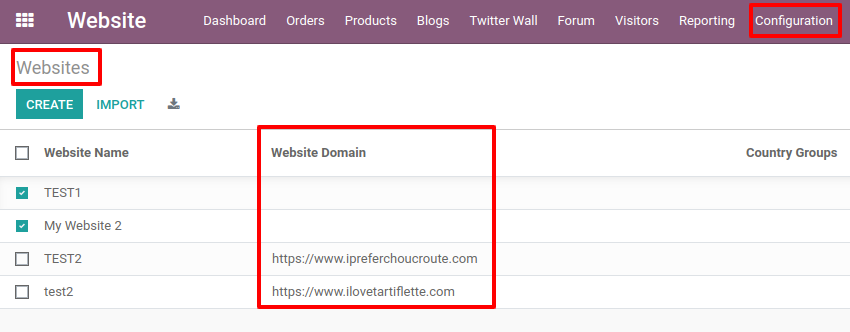 Website Dashboard Orders Products Blogs Twitter Wall Forum Visitors Reporting Configuration
Websites
CREATE IMPORT
Website Name Website Domain Country Groups
TEST1
My Website 2
TEST2 https://www.ipreferchoucroute.com
test2 https://www.ilovetartiflette.com